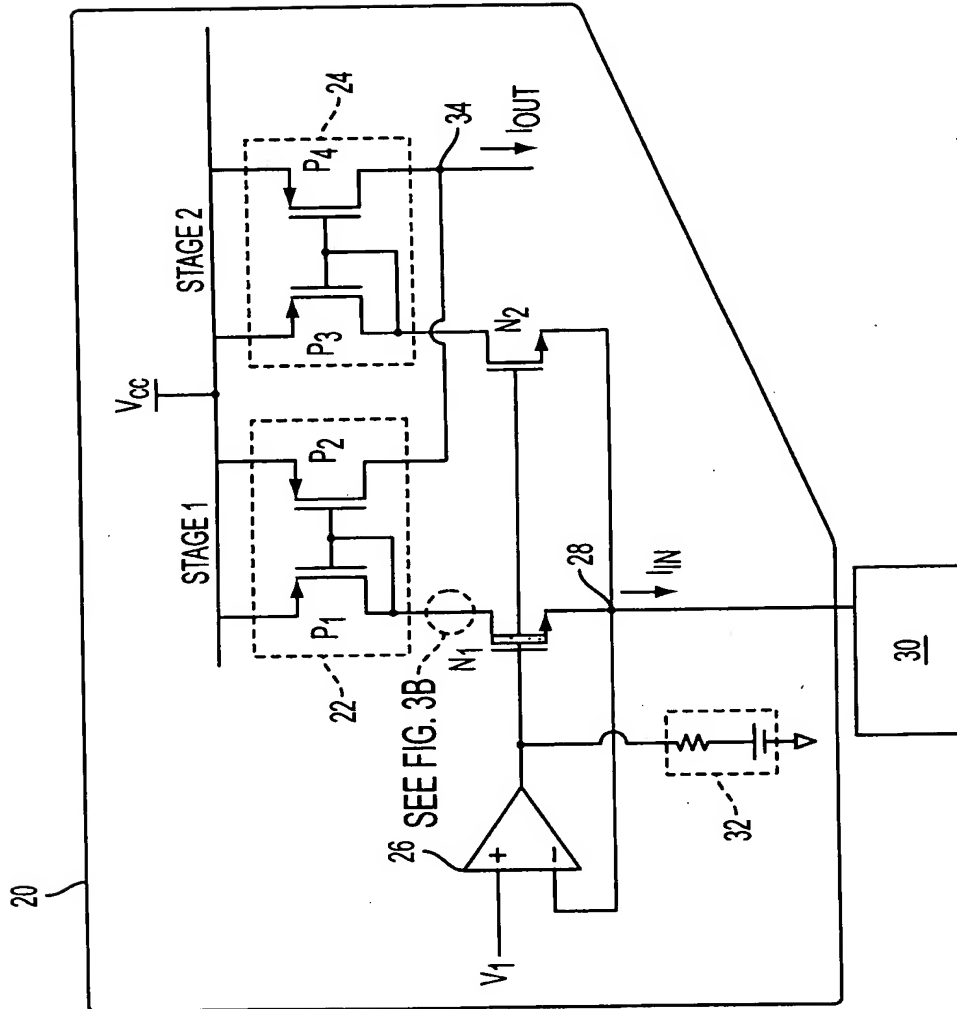 20
VCC
STAGE 1
STAGE 2
P1
P2
22
P3
P4
24
SEE FIG. 3B
N1
N2
34
IOUT
V1
26
+
−
28
IIN
32
30